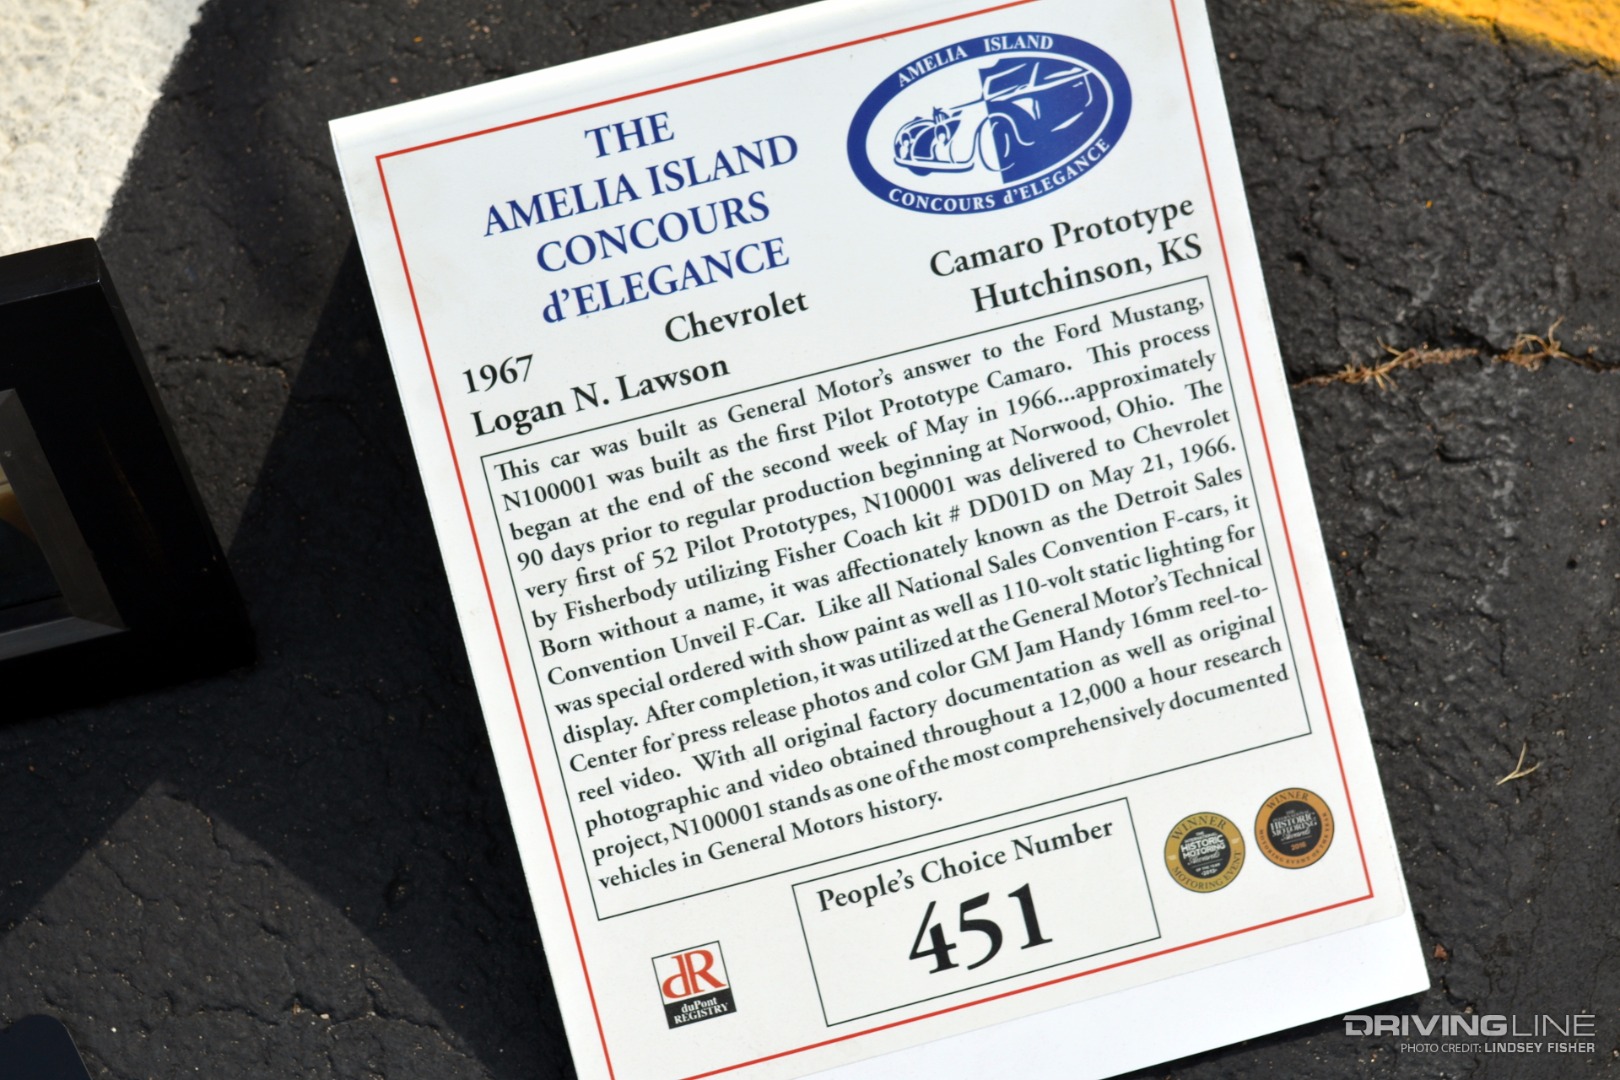 THE
AMELIA ISLAND
CONCOURS
d'ELEGANCE
AMELIA ISLAND
CONCOURS d'ELEGANCE
1967 Chevrolet Camaro Prototype
Logan N. Lawson Hutchinson, KS
This car was built as General Motor's answer to the Ford Mustang,
N100001 was built as the first Pilot Prototype Camaro. This process
began at the end of the second week of May in 1966...approximately
90 days prior to regular production beginning at Norwood, Ohio. The
very first of 52 Pilot Prototypes, N100001 was delivered to Chevrolet
by Fisherbody utilizing Fisher Coach kit # DD01D on May 21, 1966.
Born without a name, it was affectionately known as the Detroit Sales
Convention Unveil F-Car. Like all National Sales Convention F-cars, it
was special ordered with show paint as well as 110-volt static lighting for
display. After completion, it was utilized at the General Motor's Technical
Center for press release photos and color GM Jam Handy 16mm reel-to-
reel video. With all original factory documentation as well as original
photographic and video obtained throughout a 12,000 a hour research
project, N100001 stands as one of the most comprehensively documented
vehicles in General Motors history.
People's Choice Number
451
dR
duPont
REGISTRY
WINNER
HISTORIC
MOTORING
Awards
MOTORING EVENT
WINNER
HISTORIC
MOTORING
Awards
DRIVINGLINE
PHOTO CREDIT: LINDSEY FISHER